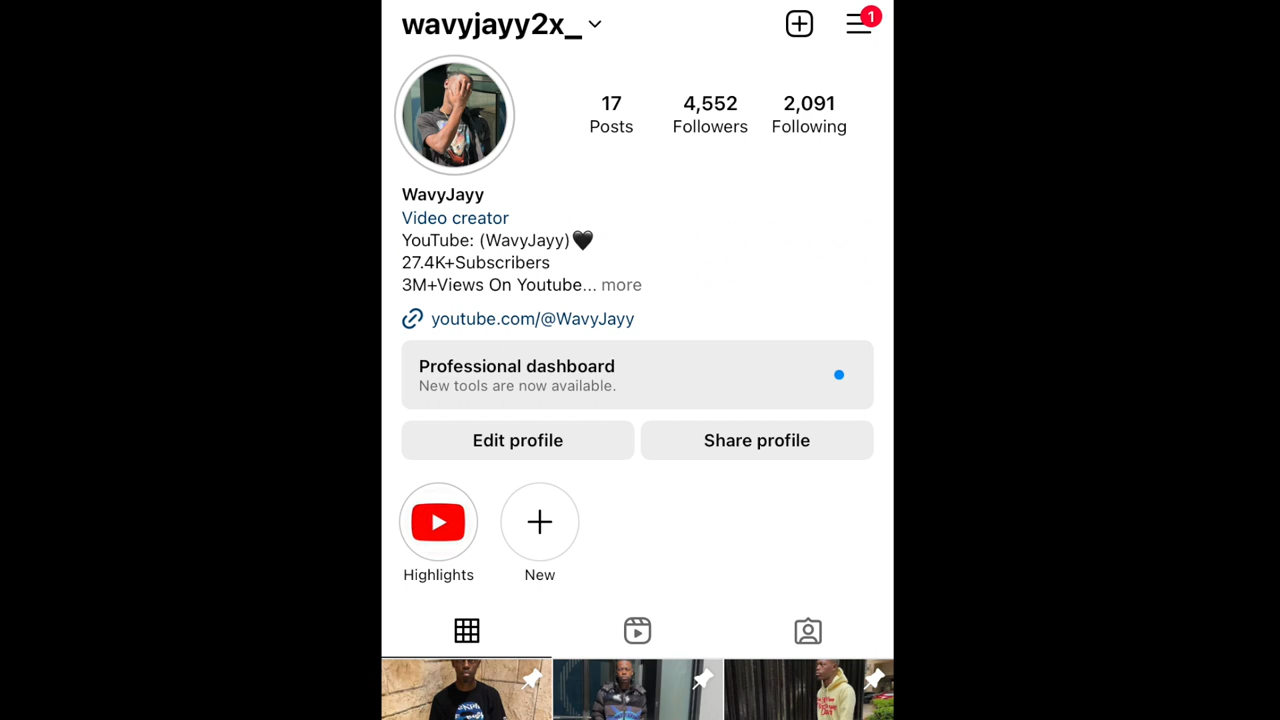 wavyjayy2x_
1
17
Posts
4,552
Followers
2,091
Following
WavyJayy
Video creator
YouTube: (WavyJayy)🖤
27.4K+Subscribers
3M+Views On Youtube... more
youtube.com/@WavyJayy
Professional dashboard
New tools are now available.
Edit profile
Share profile
Highlights
New